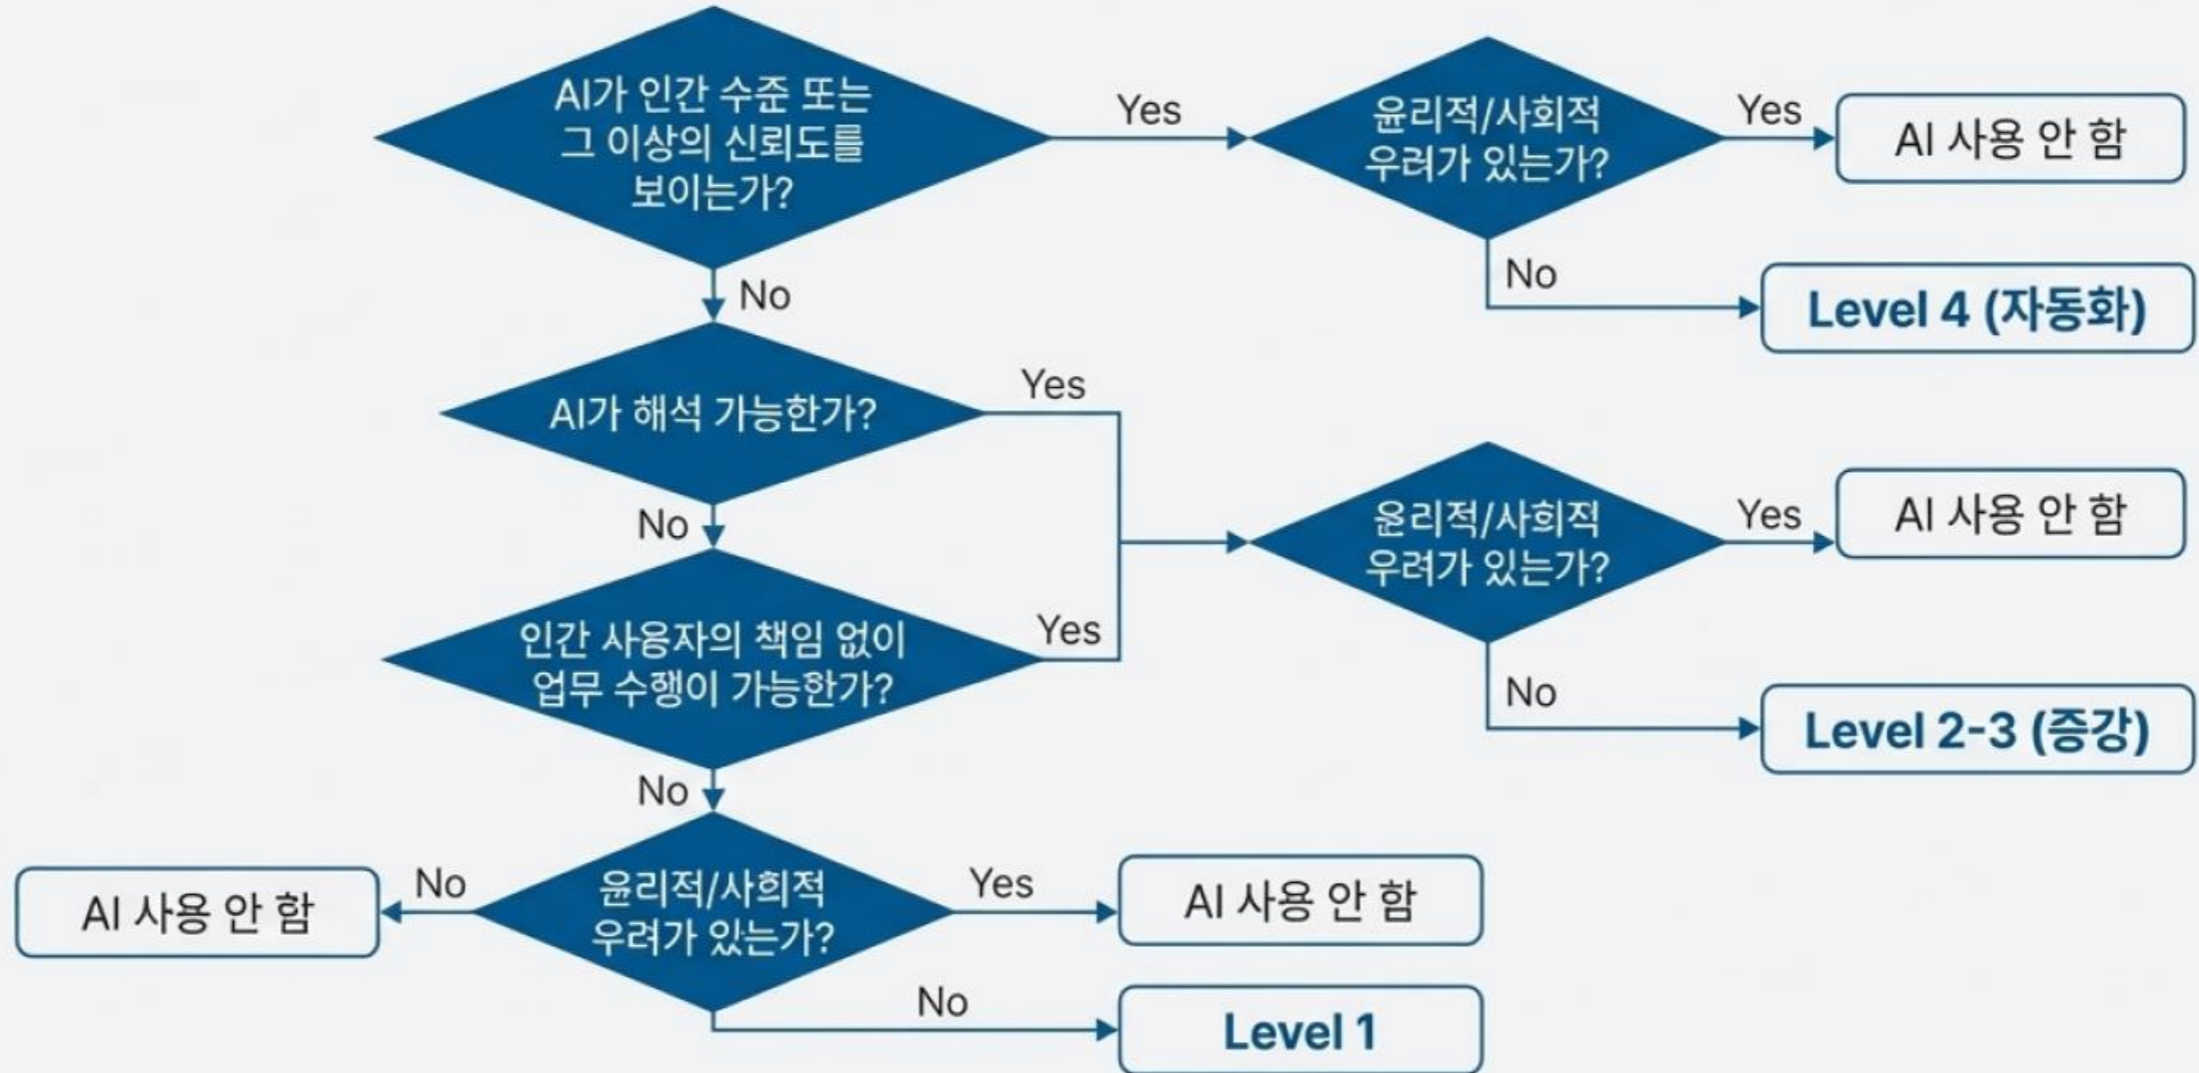 AI가 인간 수준 또는
그 이상의 신뢰도를
보이는가?
Yes
윤리적/사회적
우려가 있는가?
Yes
AI 사용 안 함
No
Level 4 (자동화)
No
AI가 해석 가능한가?
Yes
No
인간 사용자의 책임 없이
업무 수행이 가능한가?
Yes
윤리적/사회적
우려가 있는가?
Yes
AI 사용 안 함
No
Level 2-3 (증강)
No
윤리적/사회적
우려가 있는가?
No
AI 사용 안 함
Yes
AI 사용 안 함
No
Level 1